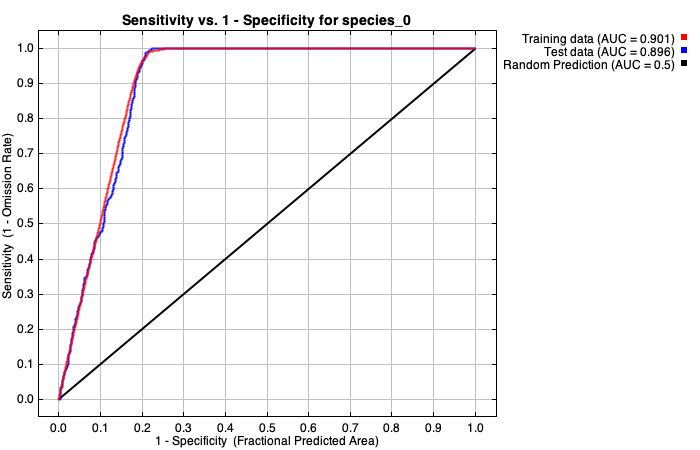 Sensitivity vs. 1 - Specificity for species_0
Training data (AUC = 0.901)
Test data (AUC = 0.896)
Random Prediction (AUC = 0.5)
Sensitivity (1 - Omission Rate)
1.0
0.9
0.8
0.7
0.6
0.5
0.4
0.3
0.2
0.1
0.0
0.0 0.1 0.2 0.3 0.4 0.5 0.6 0.7 0.8 0.9 1.0
1 - Specificity (Fractional Predicted Area)